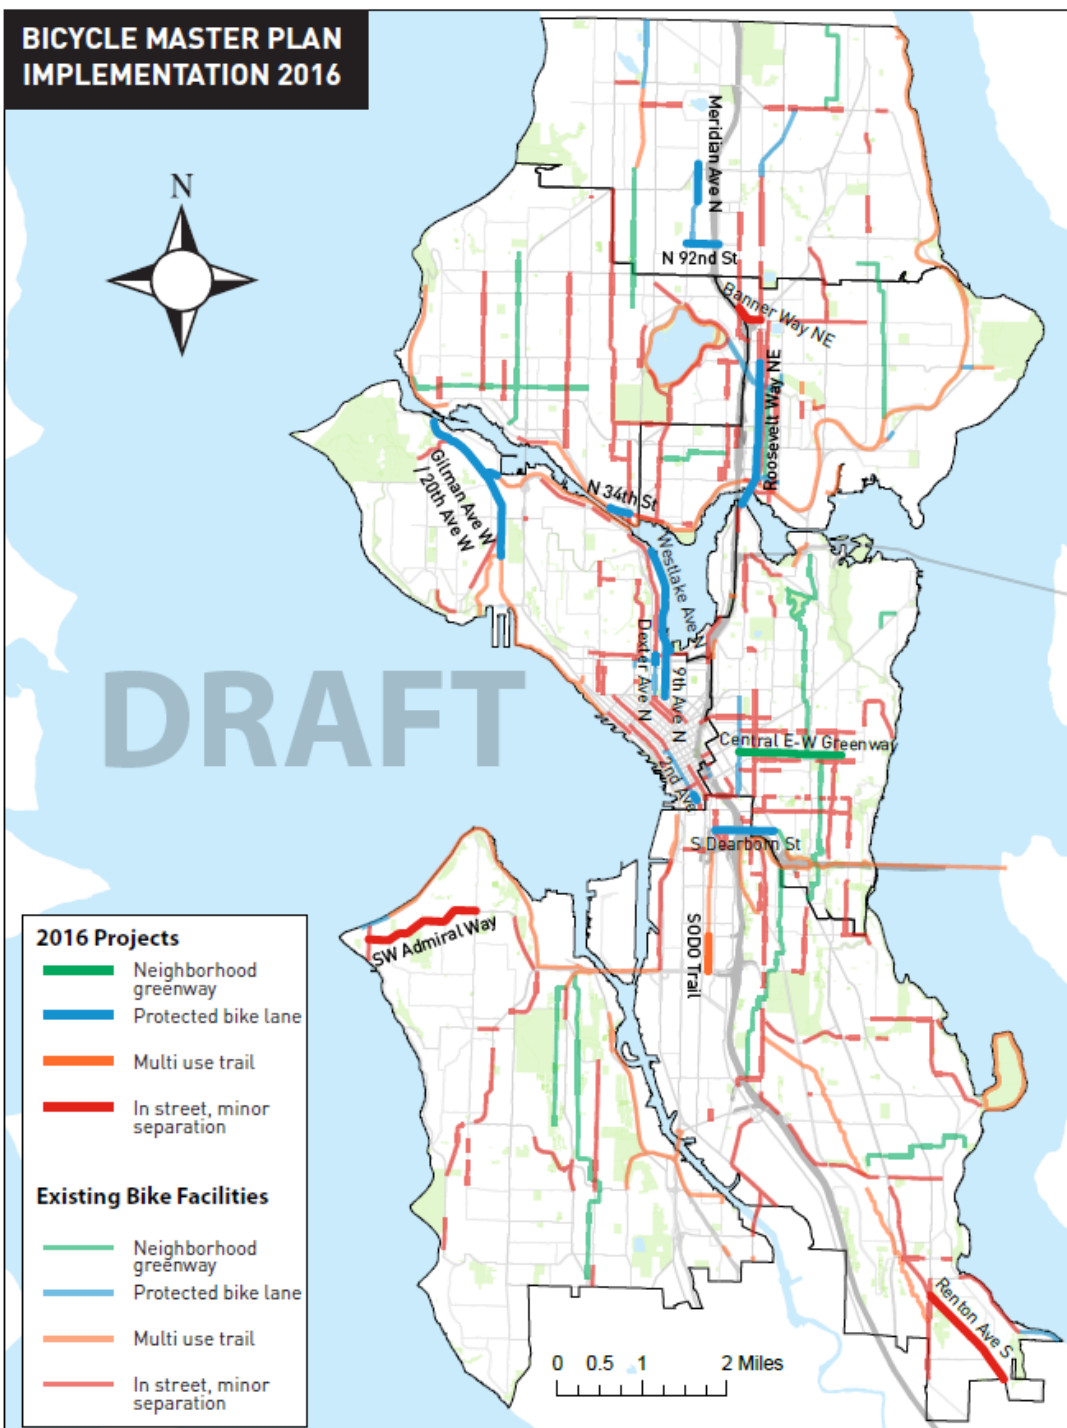 BICYCLE MASTER PLAN
IMPLEMENTATION 2016
N
Meridian Ave N
N 92nd St
Banner Way NE
Roosevelt Way NE
Gilman Ave W
/ 20th Ave W
N 34th St
Westlake Ave N
Dexter Ave N
9th Ave N
DRAFT
Central E-W Greenway
2nd Ave
S Dearborn St
SW Admiral Way
SODO Trail
Renton Ave S
2016 Projects
Neighborhood
greenway
Protected bike lane
Multi use trail
In street, minor
separation
Existing Bike Facilities
Neighborhood
greenway
Protected bike lane
Multi use trail
In street, minor
separation
0 0.5 1 2 Miles